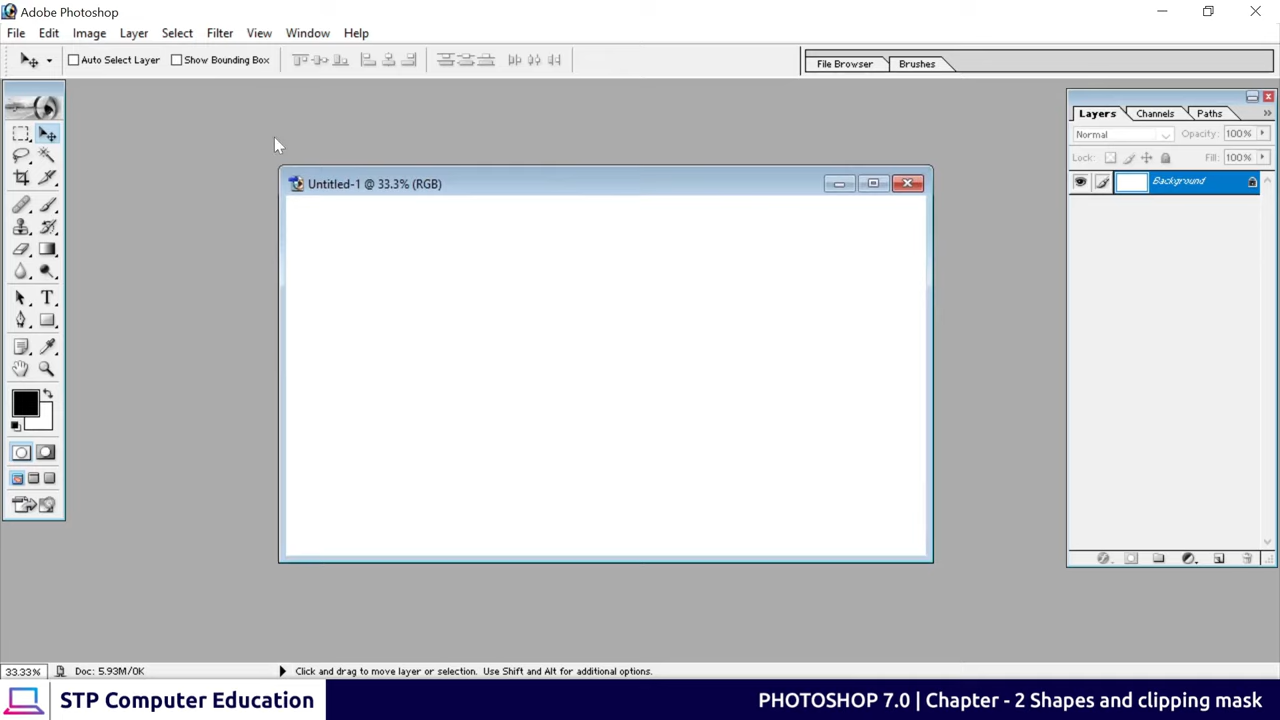 Adobe Photoshop
File Edit Image Layer Select Filter View Window Help
Auto Select Layer Show Bounding Box File Browser Brushes
Layers Channels Paths
Normal Opacity: 100%
Lock: Fill: 100%
Background
Untitled-1 @ 33.3% (RGB)
T
33.33% Doc: 5.93M/0K Click and drag to move layer or selection. Use Shift and Alt for additional options.
STP Computer Education PHOTOSHOP 7.0 | Chapter - 2 Shapes and clipping mask